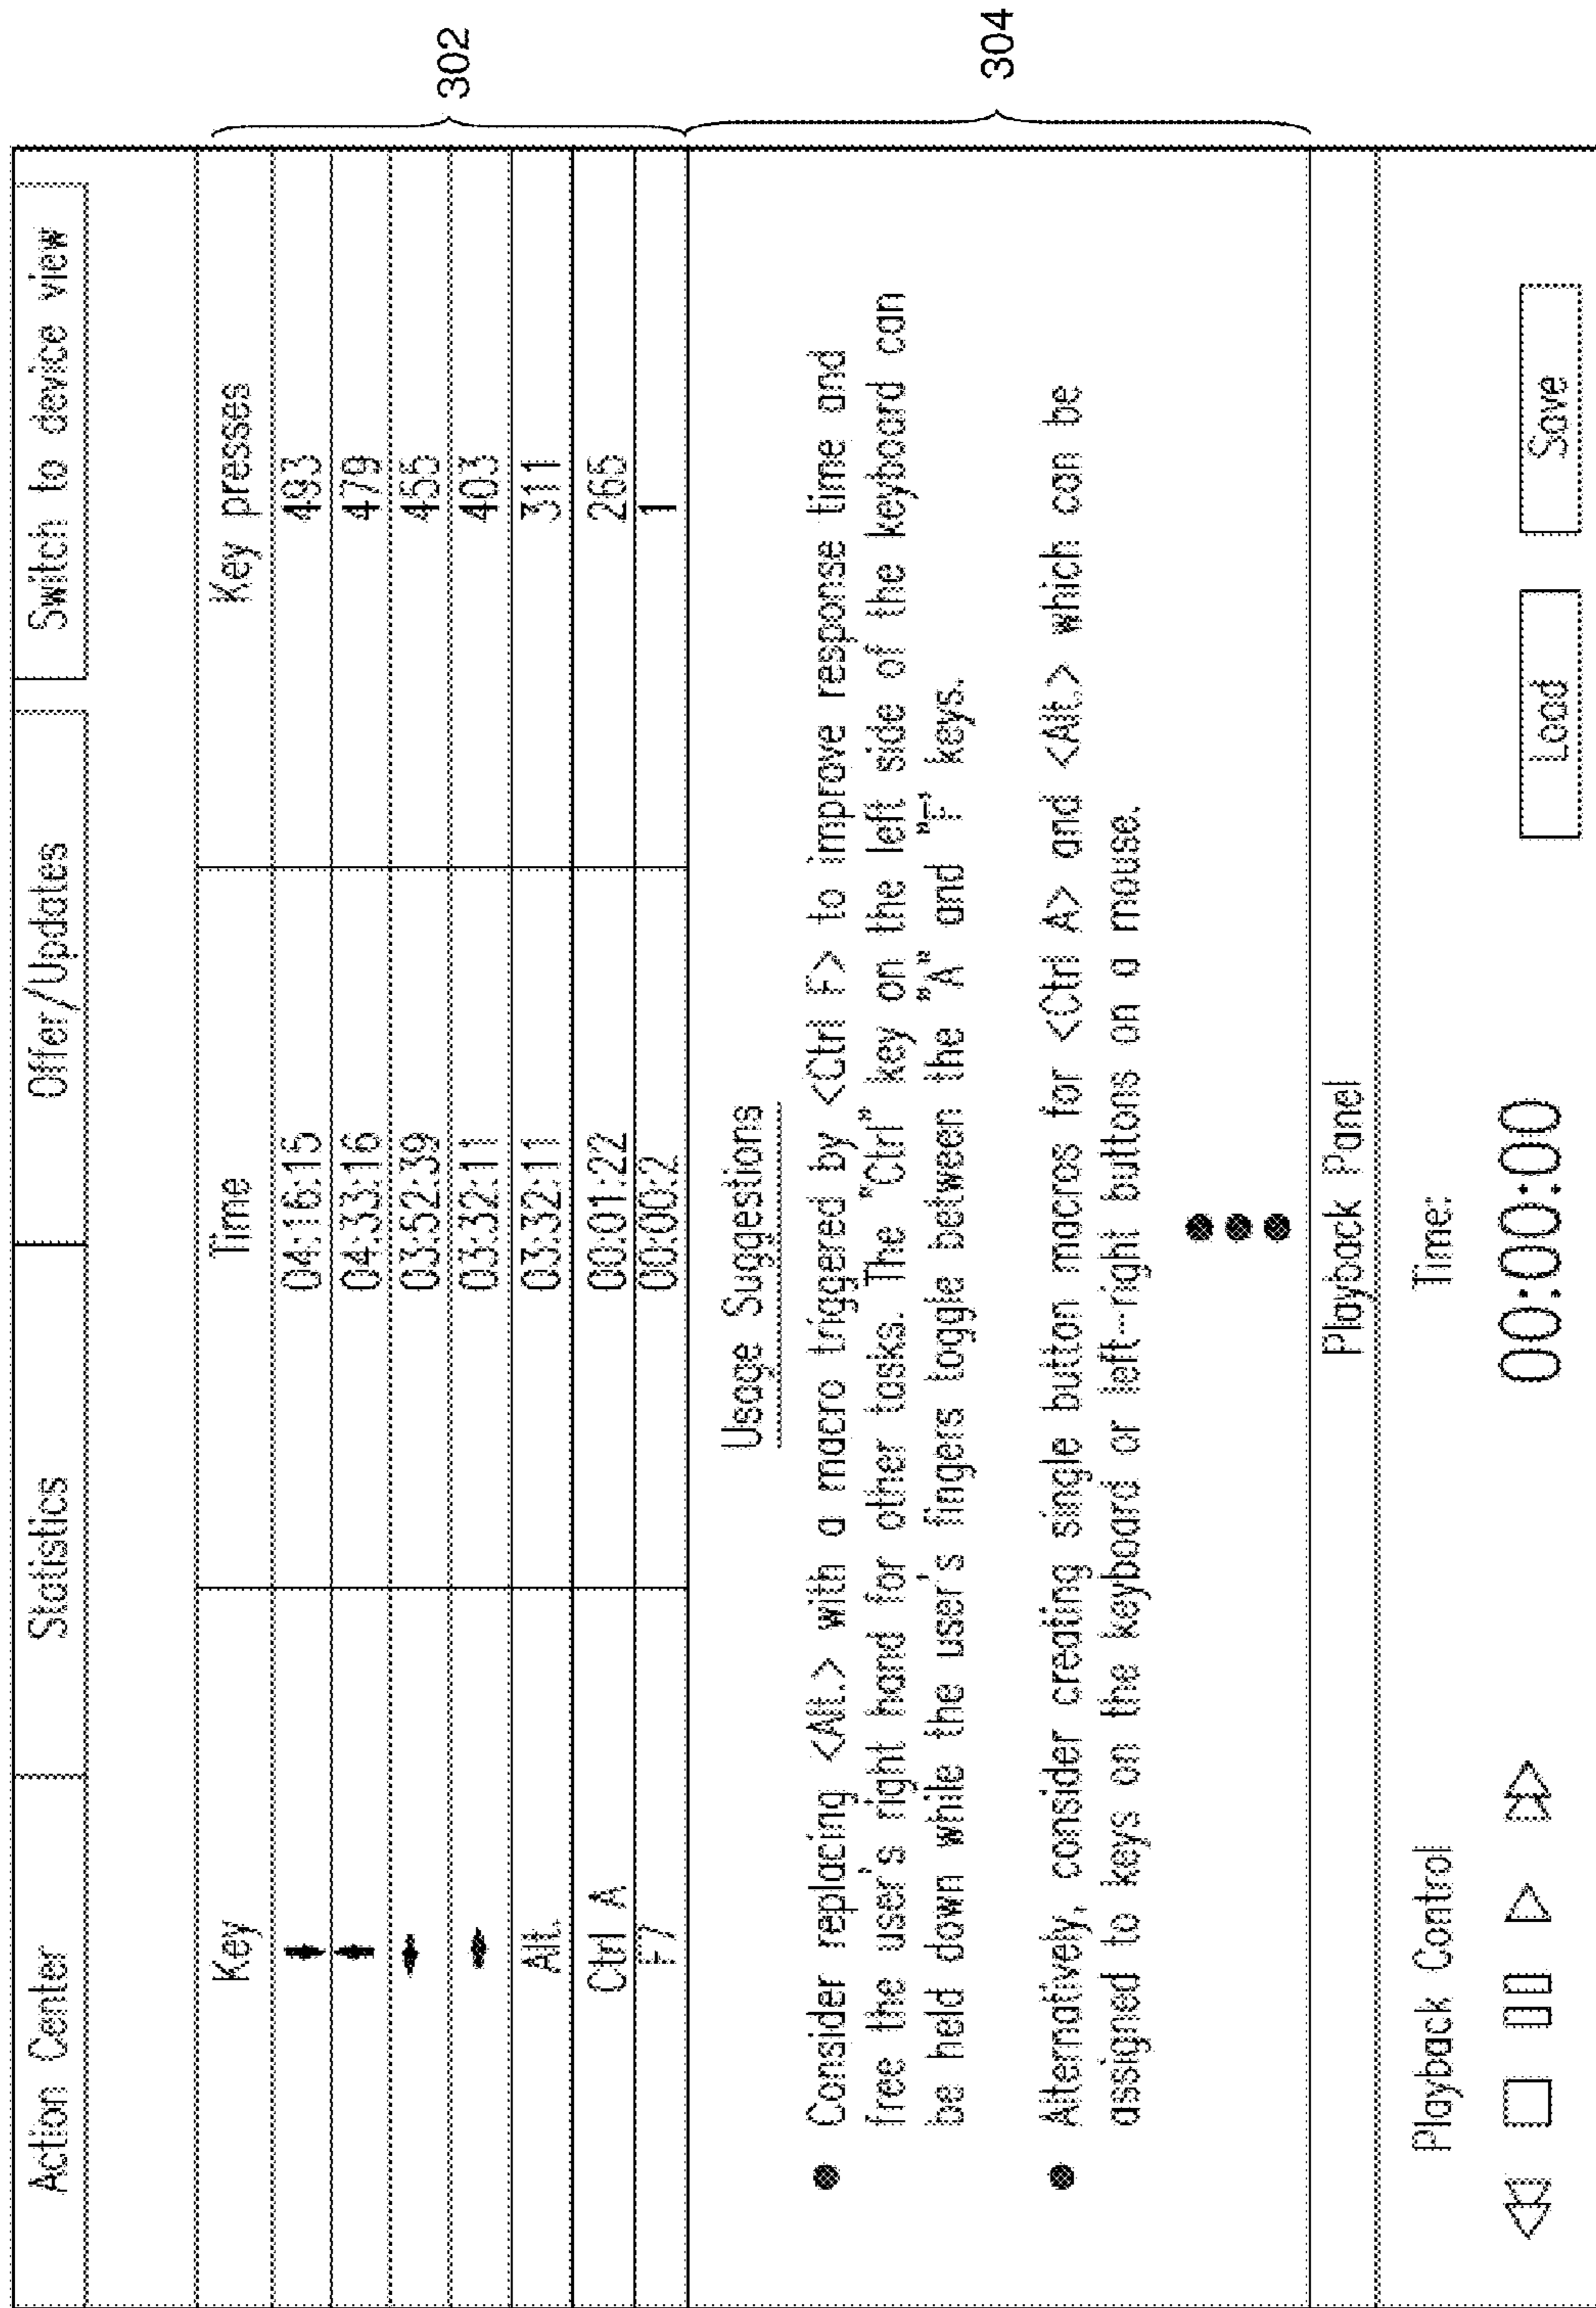 Action Center Statistics Offer/Updates Switch to device view
Key Time Key presses
04:16:15 493
04:33:16 479
03:52:39 455
03:32:11 403
Alt. 03:32:11 311
Ctrl A 00:01:22 265
F7 00:00:2 1
302
Usage Suggestions
● Consider replacing <Alt.> with a macro triggered by <Ctrl F> to improve response time and
free the user's right hand for other tasks. The "Ctrl" key on the left side of the keyboard can
be held down while the user's fingers toggle between the "A" and "F" keys.
● Alternatively, consider creating single button macros for <Ctrl A> and <Alt.> which can be
assigned to keys on the keyboard or left--right buttons on a mouse.
304
Playback Panel
Playback Control Time:
00:00:00 Load Save